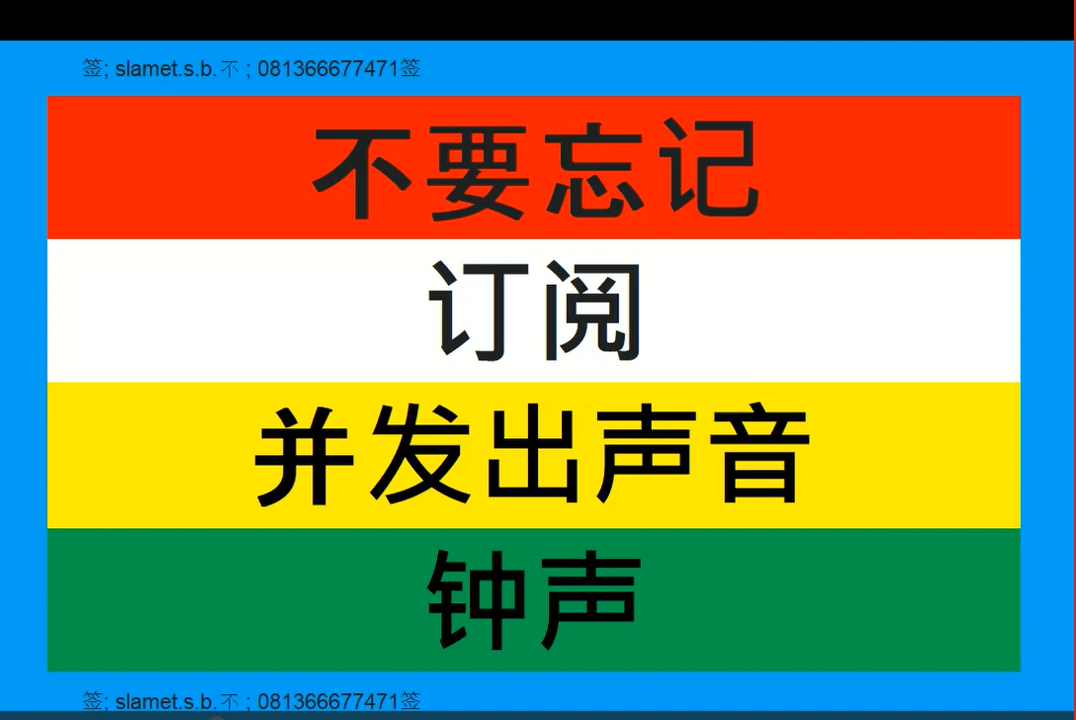 签; slamet.s.b.不 ; 081366677471签
不要忘记
订阅
并发出声音
钟声
签; slamet.s.b.不 ; 081366677471签